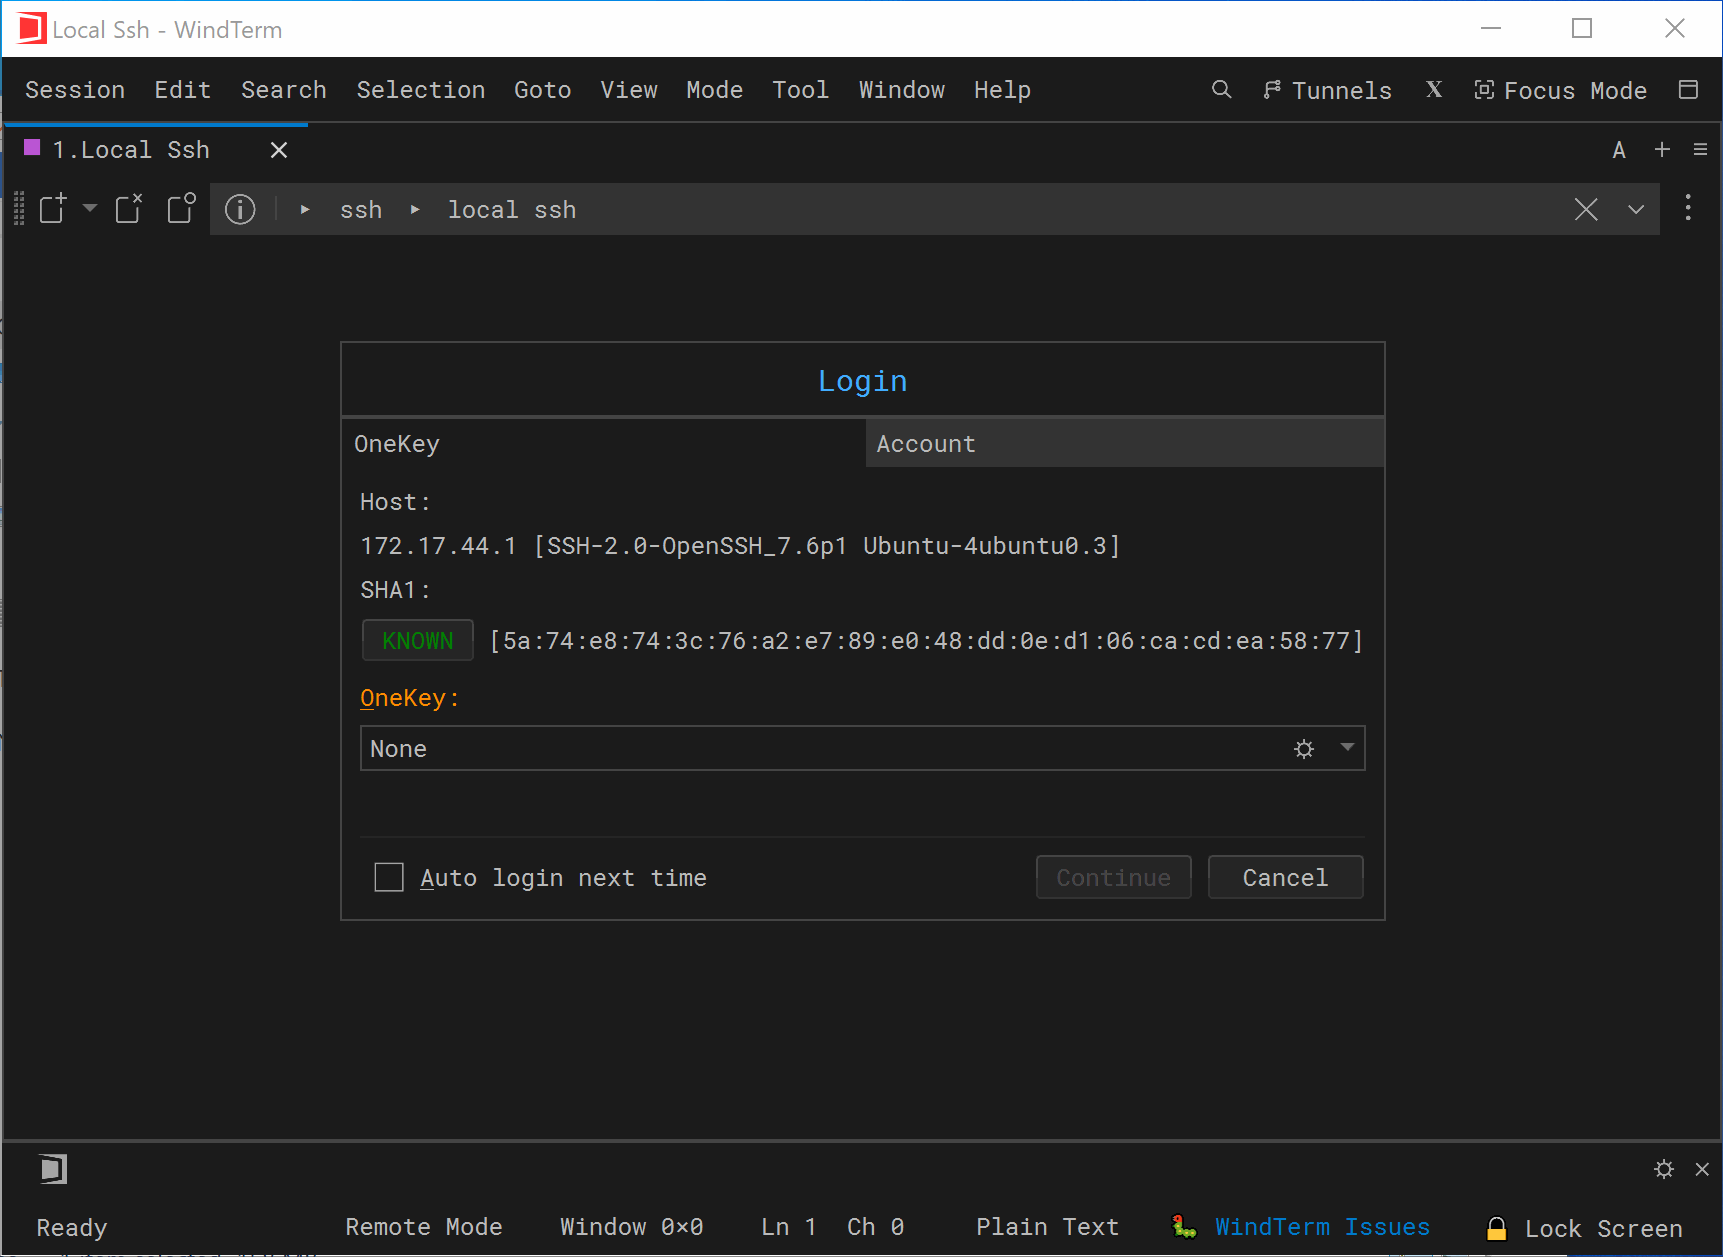 Local Ssh - WindTerm
Session Edit Search Selection Goto View Mode Tool Window Help Tunnels X Focus Mode
1.Local Ssh A
ssh local ssh
Login
OneKey Account
Host:
172.17.44.1 [SSH-2.0-OpenSSH_7.6p1 Ubuntu-4ubuntu0.3]
SHA1:
KNOWN [5a:74:e8:74:3c:76:a2:e7:89:e0:48:dd:0e:d1:06:ca:cd:ea:58:77]
OneKey:
None
Auto login next time Continue Cancel
Ready Remote Mode Window 0×0 Ln 1 Ch 0 Plain Text WindTerm Issues Lock Screen